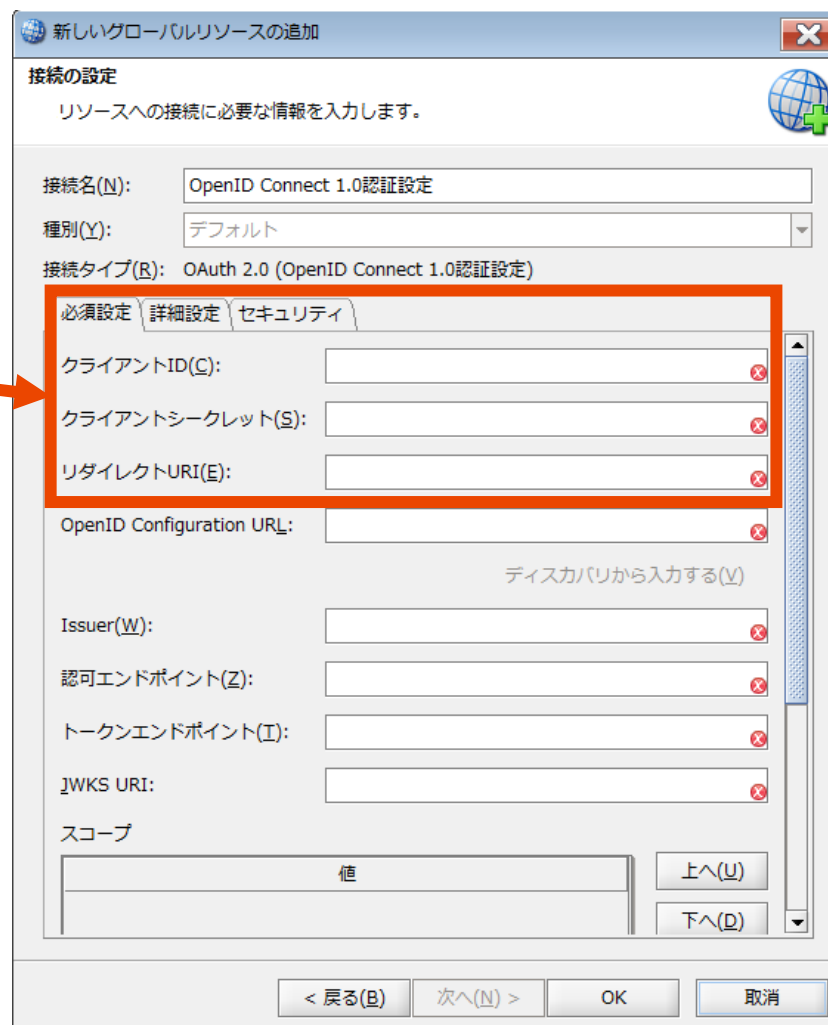 新しいグローバルリソースの追加
接続の設定
リソースへの接続に必要な情報を入力します。
接続名(N): OpenID Connect 1.0認証設定
種別(Y): デフォルト
接続タイプ(R): OAuth 2.0 (OpenID Connect 1.0認証設定)
必須設定 詳細設定 セキュリティ
クライアントID(C):
クライアントシークレット(S):
リダイレクトURI(E):
OpenID Configuration URL:
ディスカバリから入力する(V)
Issuer(W):
認可エンドポイント(Z):
トークンエンドポイント(T):
JWKS URI:
スコープ
値
上へ(U)
下へ(D)
< 戻る(B) 次へ(N) > OK 取消